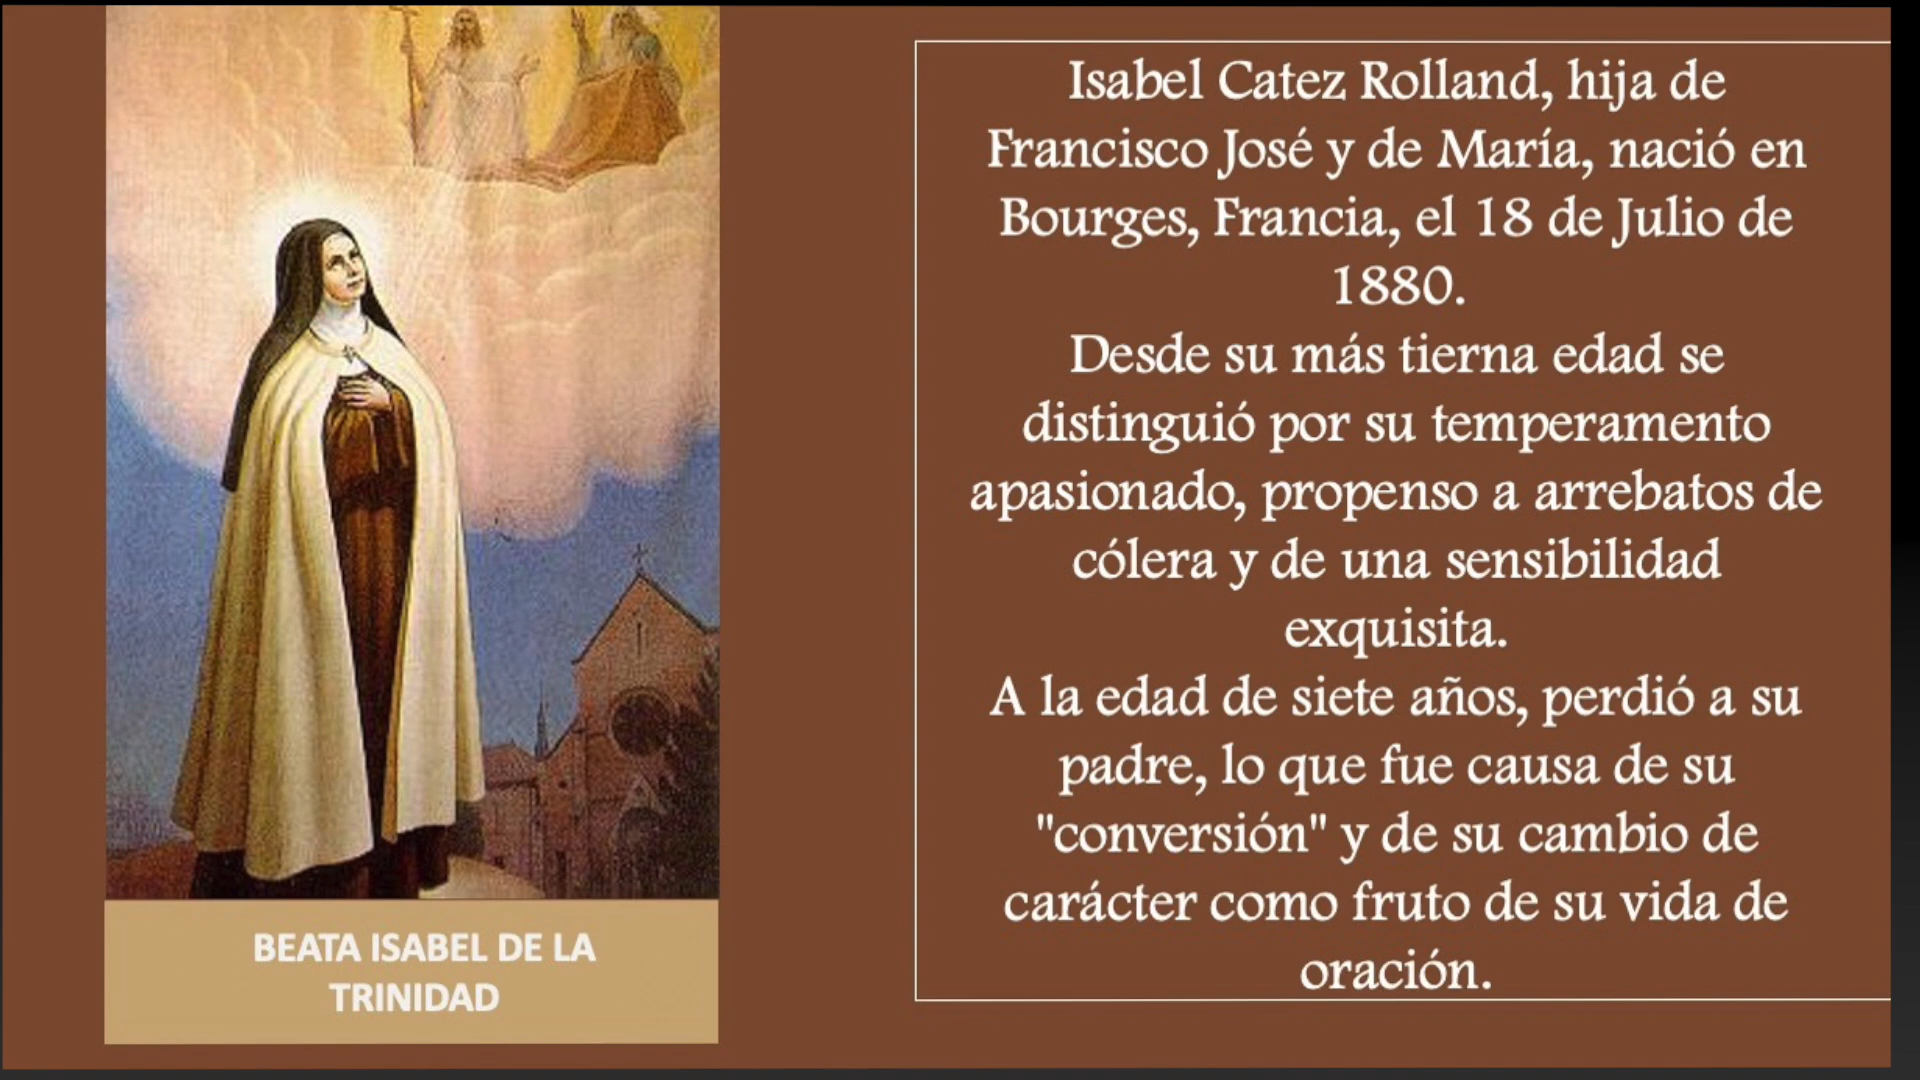 Isabel Catez Rolland, hija de
Francisco José y de María, nació en
Bourges, Francia, el 18 de Julio de
1880.
Desde su más tierna edad se
distinguió por su temperamento
apasionado, propenso a arrebatos de
cólera y de una sensibilidad
exquisita.
A la edad de siete años, perdió a su
padre, lo que fue causa de su
"conversión" y de su cambio de
carácter como fruto de su vida de
oración.
BEATA ISABEL DE LA
TRINIDAD